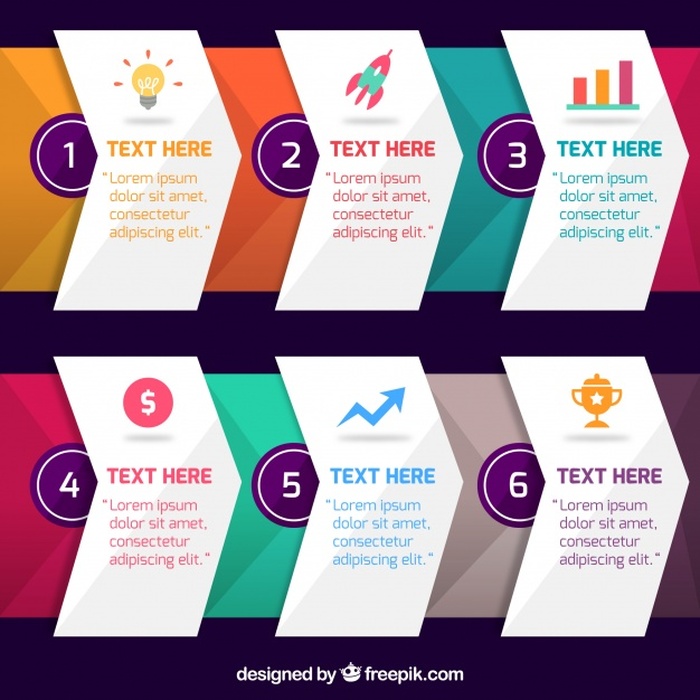 1
TEXT HERE
"Lorem ipsum
dolor sit amet,
consectetur
adipiscing elit."
2
TEXT HERE
"Lorem ipsum
dolor sit amet,
consectetur
adipiscing elit."
3
TEXT HERE
"Lorem ipsum
dolor sit amet,
consectetur
adipiscing elit."
4
$
TEXT HERE
"Lorem ipsum
dolor sit amet,
consectetur
adipiscing elit."
5
TEXT HERE
"Lorem ipsum
dolor sit amet,
consectetur
adipiscing elit."
6
TEXT HERE
"Lorem ipsum
dolor sit amet,
consectetur
adipiscing elit."
designed by freepik.com